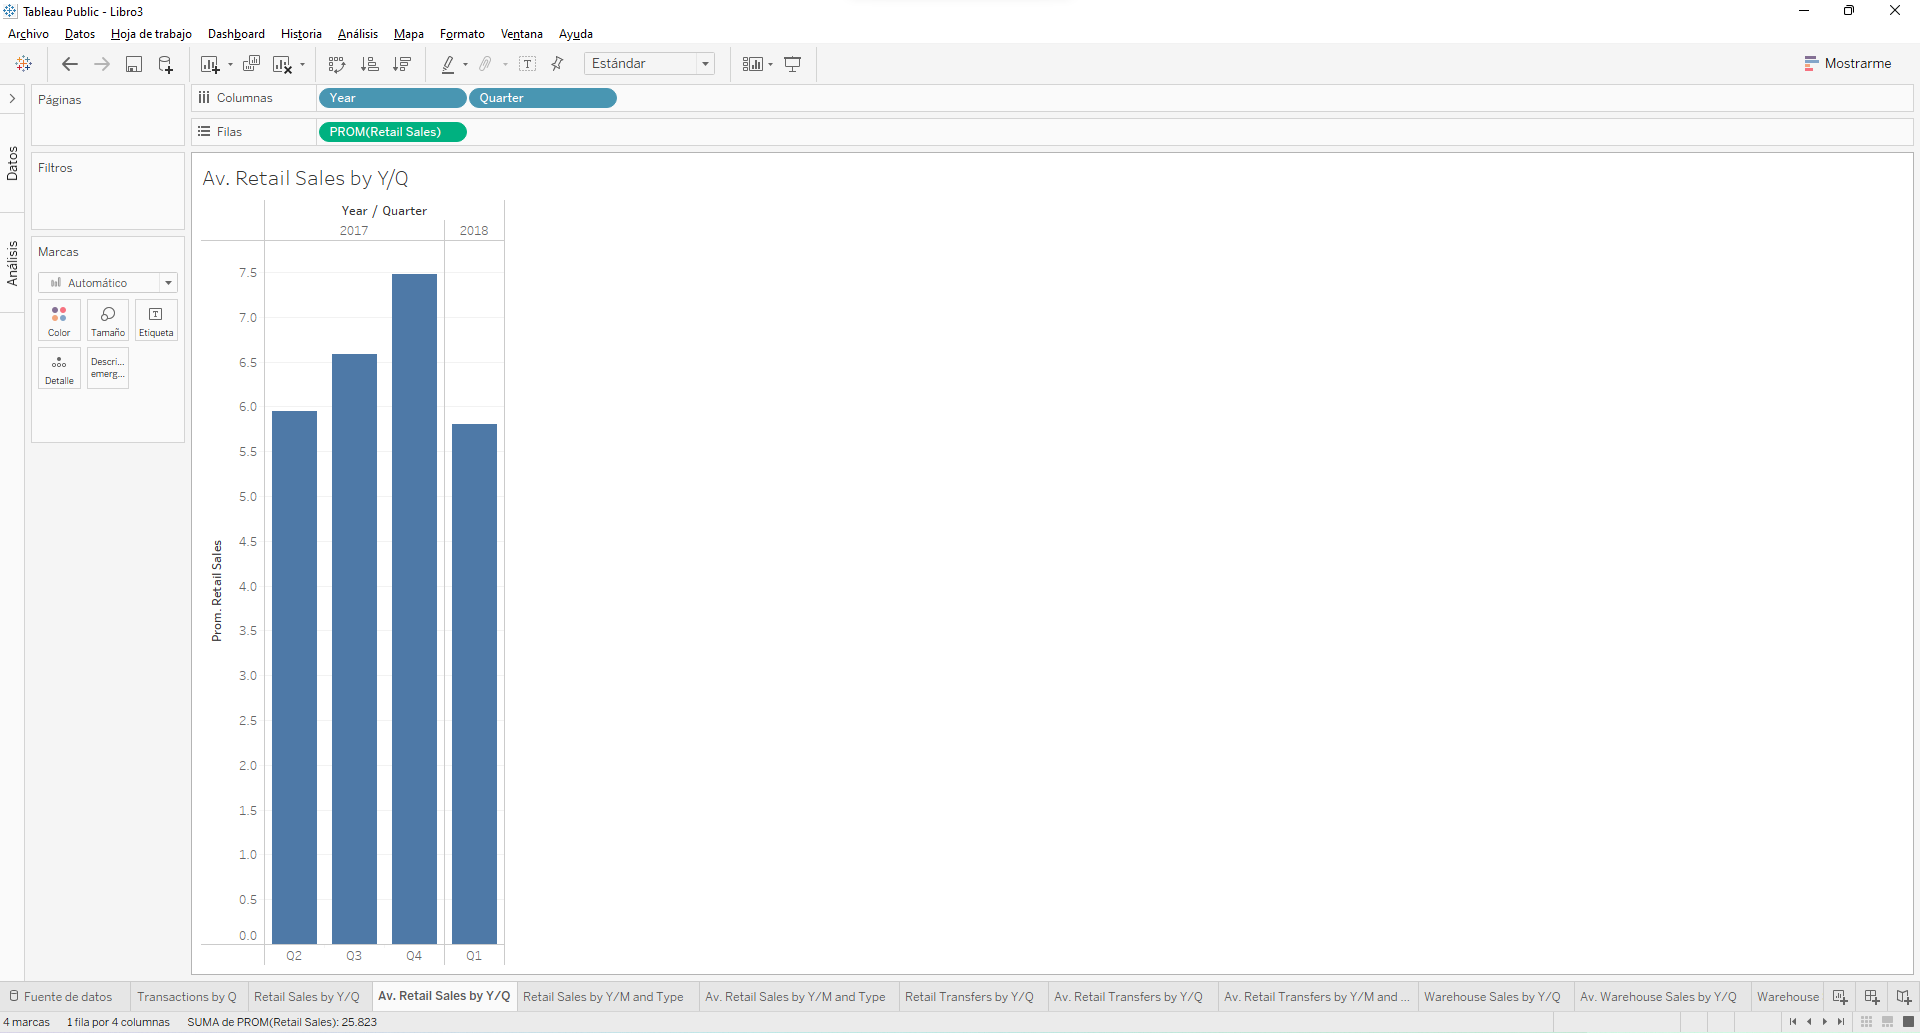 Tableau Public - Libro3
Archivo Datos Hoja de trabajo Dashboard Historia Análisis Mapa Formato Ventana Ayuda
Estándar
Mostrarme
Páginas
Columnas Year Quarter
Filas PROM(Retail Sales)
Datos
Análisis
Filtros
Marcas
Automático
Color Tamaño Etiqueta
Detalle Descri... emerg...
Av. Retail Sales by Y/Q
Year / Quarter
2017 2018
7.5
7.0
6.5
6.0
5.5
5.0
4.5
4.0
3.5
3.0
2.5
2.0
1.5
1.0
0.5
0.0
Prom. Retail Sales
Q2 Q3 Q4 Q1
Fuente de datos Transactions by Q Retail Sales by Y/Q Av. Retail Sales by Y/Q Retail Sales by Y/M and Type Av. Retail Sales by Y/M and Type Retail Transfers by Y/Q Av. Retail Transfers by Y/Q Av. Retail Transfers by Y/M and ... Warehouse Sales by Y/Q Av. Warehouse Sales by Y/Q Warehouse
4 marcas 1 fila por 4 columnas SUMA de PROM(Retail Sales): 25.823